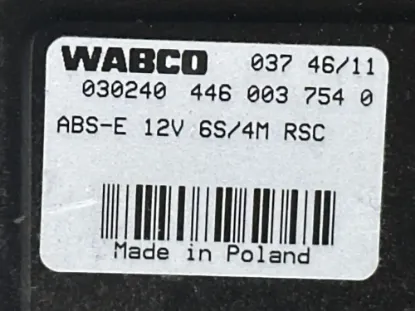 WABCO 037 46/11
030240 446 003 754 0
ABS-E 12V 6S/4M RSC
Made in Poland